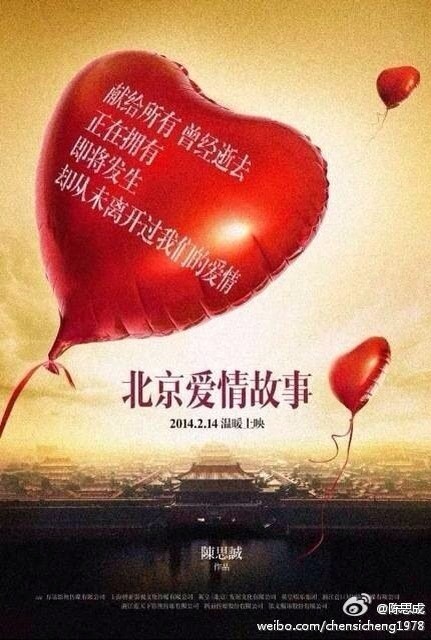 献给所有 曾经逝去
正在拥有
即将发生
却从未离开过我们的爱情
北京爱情故事
2014.2.14 温暖上映
陳思誠
作品
@陈思成
weibo.com/chensicheng1978